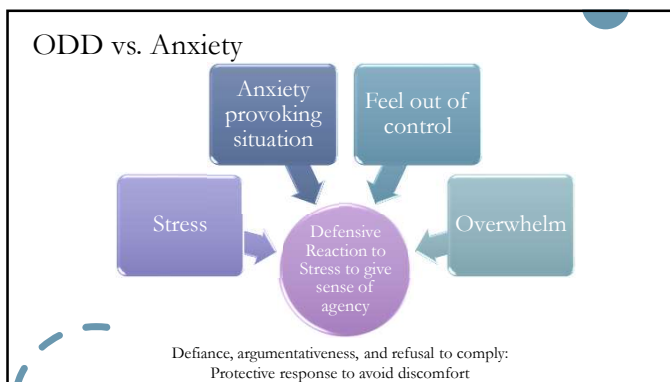 ODD vs. Anxiety
Anxiety
provoking
situation
Feel out of
control
Stress
Overwhelm
Defensive
Reaction to
Stress to give
sense of
agency
Defiance, argumentativeness, and refusal to comply:
Protective response to avoid discomfort